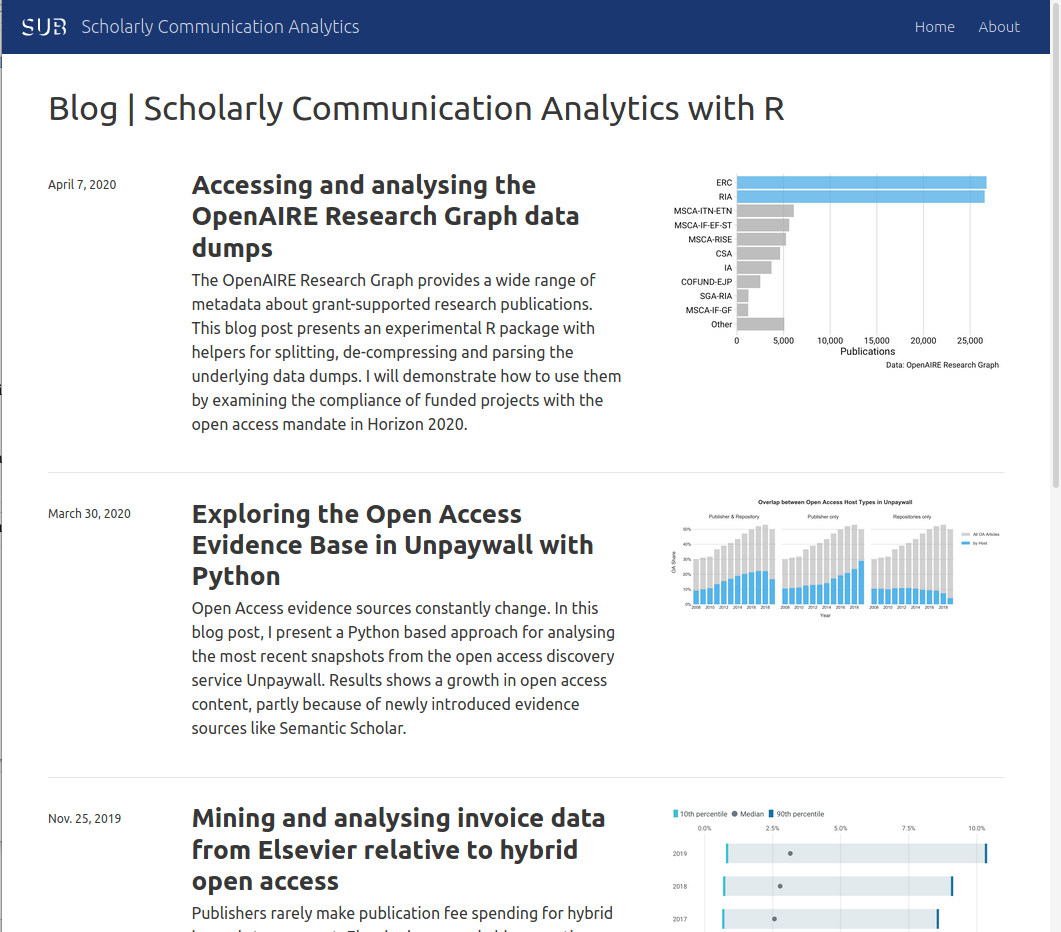 SUB Scholarly Communication Analytics
Home About
Blog | Scholarly Communication Analytics with R
April 7, 2020
Accessing and analysing the
OpenAIRE Research Graph data
dumps
The OpenAIRE Research Graph provides a wide range of
metadata about grant-supported research publications.
This blog post presents an experimental R package with
helpers for splitting, de-compressing and parsing the
underlying data dumps. I will demonstrate how to use them
by examining the compliance of funded projects with the
open access mandate in Horizon 2020.
ERC
RIA
MSCA-ITN-ETN
MSCA-IF-EF-ST
MSCA-RISE
CSA
IA
COFUND-EJP
SGA-RIA
MSCA-IF-GF
Other
0 5,000 10,000 15,000 20,000 25,000
Publications
Data: OpenAIRE Research Graph
March 30, 2020
Exploring the Open Access
Evidence Base in Unpaywall with
Python
Open Access evidence sources constantly change. In this
blog post, I present a Python based approach for analysing
the most recent snapshots from the open access discovery
service Unpaywall. Results shows a growth in open access
content, partly because of newly introduced evidence
sources like Semantic Scholar.
Overlap between Open Access Host Types in Unpaywall
Publisher & Repository Publisher only Repositories only
50%
40%
30%
20%
10%
0%
OA Share
2008 2010 2012 2014 2016 2018 2008 2010 2012 2014 2016 2018 2008 2010 2012 2014 2016 2018
Year
All OA Articles
by Host
Nov. 25, 2019
Mining and analysing invoice data
from Elsevier relative to hybrid
open access
Publishers rarely make publication fee spending for hybrid
10th percentile Median 90th percentile
0.0% 2.5% 5.0% 7.5% 10.0%
2019
2018
2017